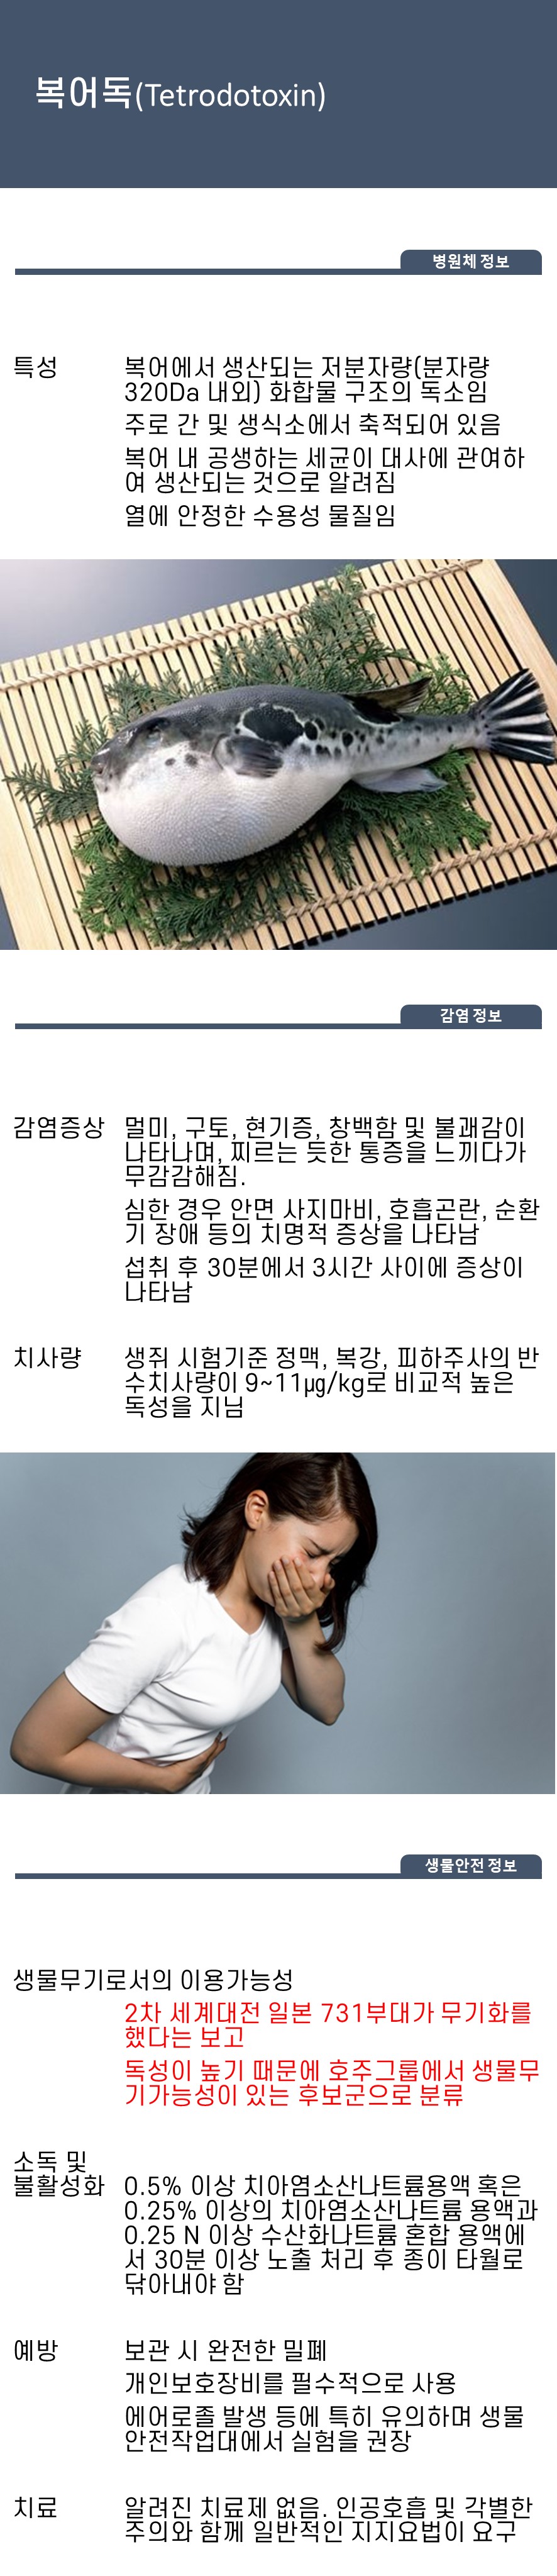 복어독(Tetrodotoxin)
병원체 정보
특성
복어에서 생산되는 저분자량(분자량
320Da 내외) 화합물 구조의 독소임
주로 간 및 생식소에서 축적되어 있음
복어 내 공생하는 세균이 대사에 관여하
여 생산되는 것으로 알려짐
열에 안정한 수용성 물질임
감염 정보
감염증상
멀미, 구토, 현기증, 창백함 및 불쾌감이
나타나며, 찌르는 듯한 통증을 느끼다가
무감감해짐.
심한 경우 안면 사지마비, 호흡곤란, 순환
기 장애 등의 치명적 증상을 나타남
섭취 후 30분에서 3시간 사이에 증상이
나타남
치사량
생쥐 시험기준 정맥, 복강, 피하주사의 반
수치사량이 9~11㎍/kg로 비교적 높은
독성을 지님
생물안전 정보
생물무기로서의 이용가능성
2차 세계대전 일본 731부대가 무기화를
했다는 보고
독성이 높기 때문에 호주그룹에서 생물무
기가능성이 있는 후보군으로 분류
소독 및
불활성화
0.5% 이상 치아염소산나트륨용액 혹은
0.25% 이상의 치아염소산나트륨 용액과
0.25 N 이상 수산화나트륨 혼합 용액에
서 30분 이상 노출 처리 후 종이 타월로
닦아내야 함
예방
보관 시 완전한 밀폐
개인보호장비를 필수적으로 사용
에어로졸 발생 등에 특히 유의하며 생물
안전작업대에서 실험을 권장
치료
알려진 치료제 없음. 인공호흡 및 각별한
주의와 함께 일반적인 지지요법이 요구